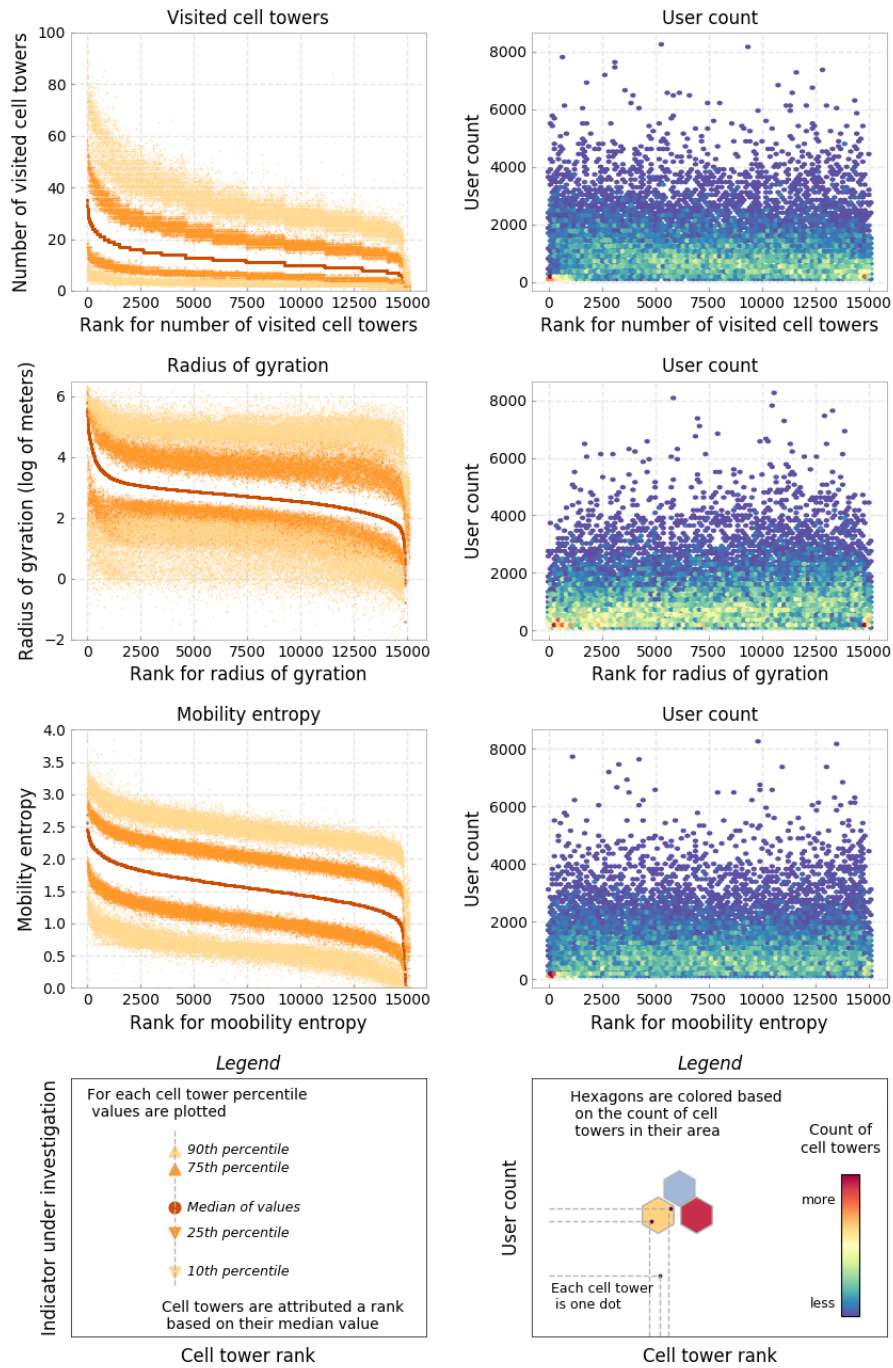 Visited cell towers
Number of visited cell towers
100
80
60
40
20
0
0 2500 5000 7500 10000 12500 15000
Rank for number of visited cell towers
User count
User count
8000
6000
4000
2000
0
0 2500 5000 7500 10000 12500 15000
Rank for number of visited cell towers
Radius of gyration
Radius of gyration (log of meters)
6
4
2
0
−2
0 2500 5000 7500 10000 12500 15000
Rank for radius of gyration
User count
User count
8000
6000
4000
2000
0
0 2500 5000 7500 10000 12500 15000
Rank for radius of gyration
Mobility entropy
Mobility entropy
4.0
3.5
3.0
2.5
2.0
1.5
1.0
0.5
0.0
0 2500 5000 7500 10000 12500 15000
Rank for moobility entropy
User count
User count
8000
6000
4000
2000
0
0 2500 5000 7500 10000 12500 15000
Rank for moobility entropy
Legend
Indicator under investigation
For each cell tower percentile
values are plotted
90th percentile
75th percentile
Median of values
25th percentile
10th percentile
Cell towers are attributed a rank
based on their median value
Cell tower rank
Legend
User count
Hexagons are colored based
on the count of cell
towers in their area
Count of
cell towers
more
less
Each cell tower
is one dot
Cell tower rank